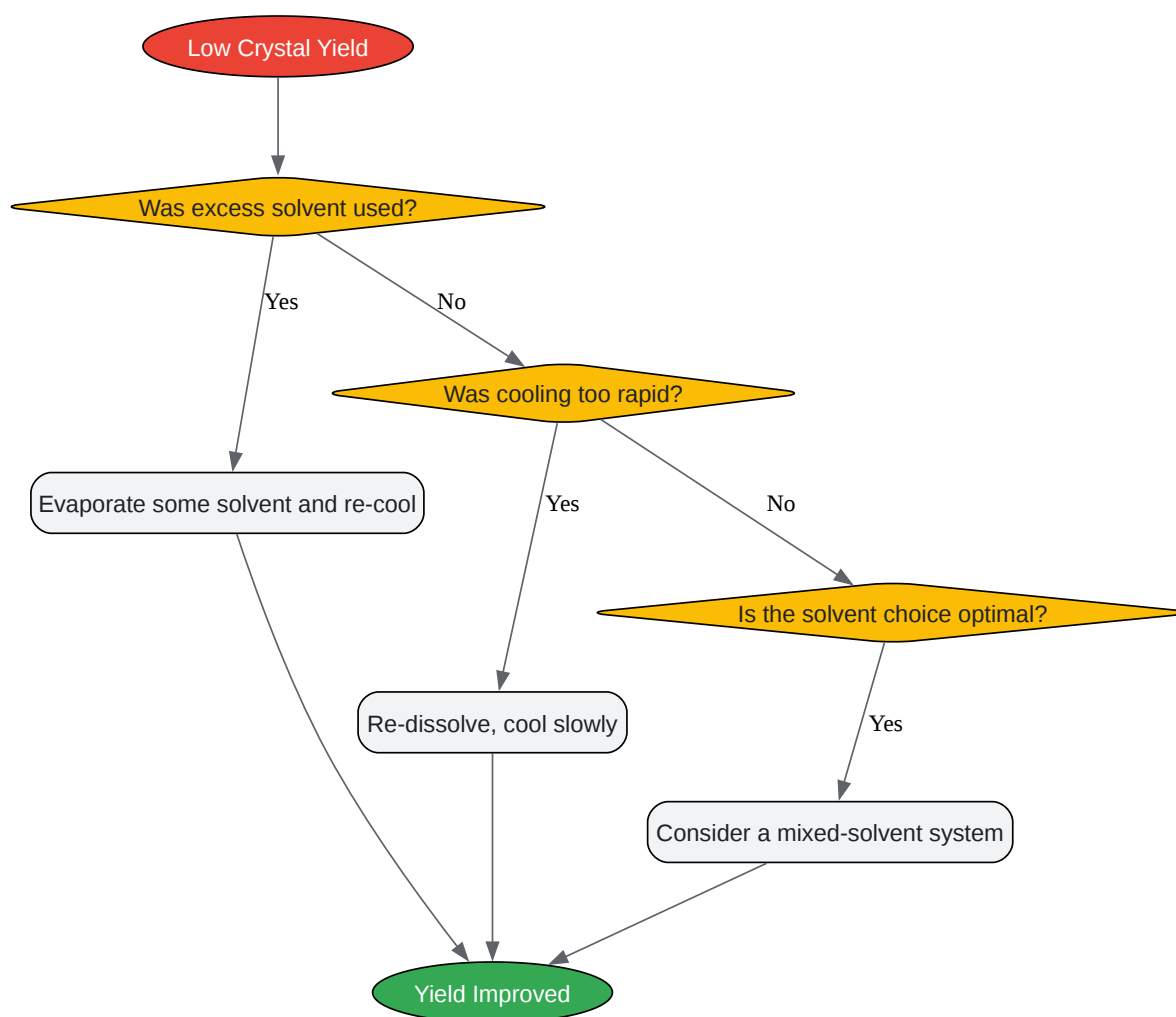 Low Crystal Yield
Was excess solvent used?
Yes
No
Was cooling too rapid?
Evaporate some solvent and re-cool
Yes
No
Is the solvent choice optimal?
Re-dissolve, cool slowly
Yes
Consider a mixed-solvent system
Yield Improved